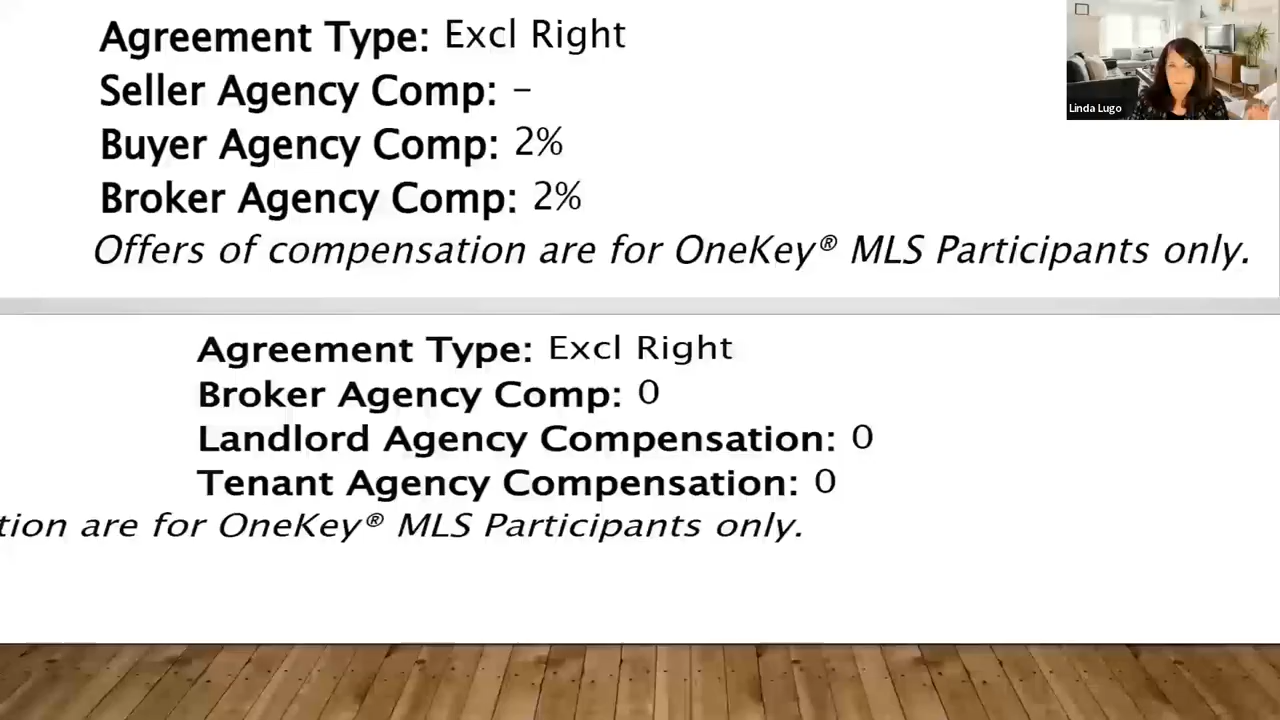 Agreement Type: Excl Right
Seller Agency Comp: –
Buyer Agency Comp: 2%
Broker Agency Comp: 2%
Offers of compensation are for OneKey® MLS Participants only.
Linda Lugo
Agreement Type: Excl Right
Broker Agency Comp: 0
Landlord Agency Compensation: 0
Tenant Agency Compensation: 0
tion are for OneKey® MLS Participants only.